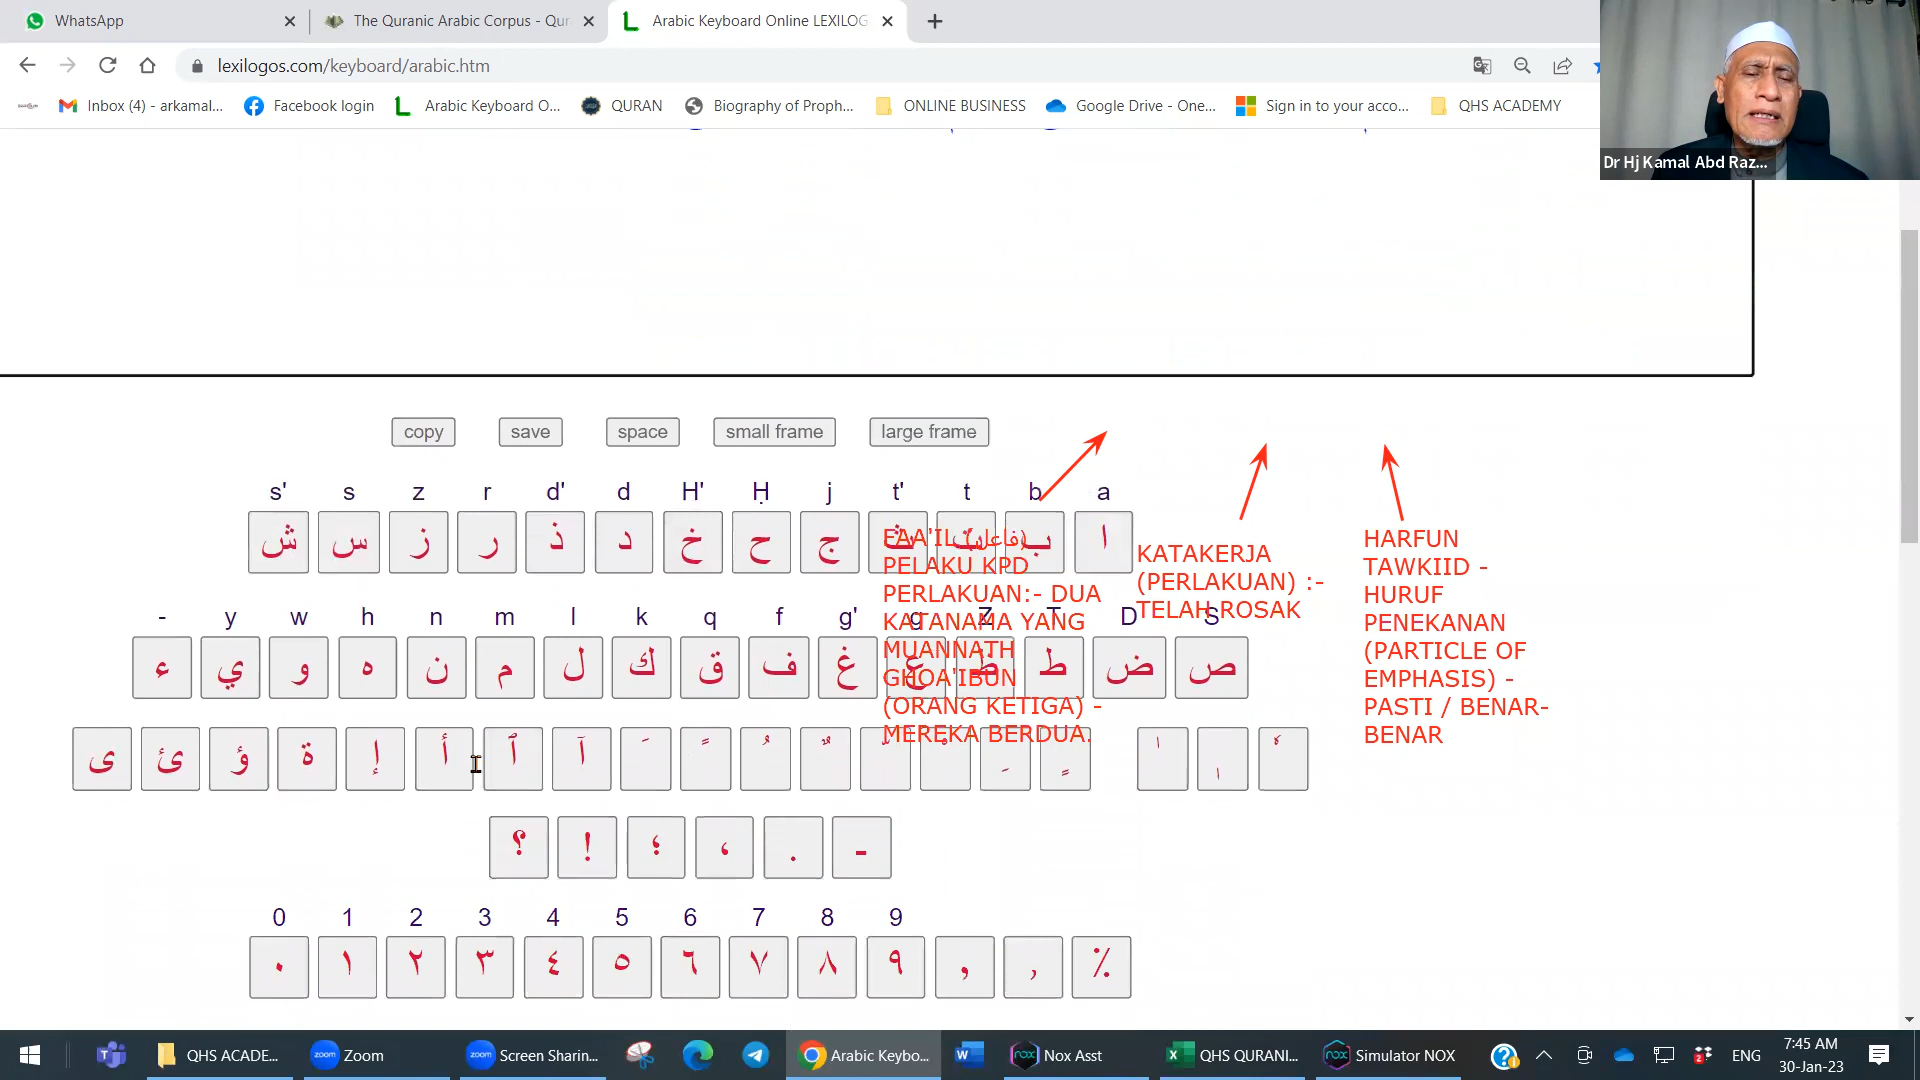 WhatsApp
The Quranic Arabic Corpus - Qur
Arabic Keyboard Online LEXILOG
lexilogos.com/keyboard/arabic.htm
Inbox (4) - arkamal...
Facebook login
Arabic Keyboard O...
QURAN
Biography of Proph...
ONLINE BUSINESS
Google Drive - One...
Sign in to your acco...
QHS ACADEMY
Dr Hj Kamal Abd Raz...
copy save space small frame large frame
s' s z r d' d H' Ḥ j t' t b a
ش س ز ر ذ د خ ح ج ث ت ب ا
- y w h n m l k q f g' g Z T D S
ء ي و ه ن م ل ك ق ف غ ع ظ ط ض ص
ى ئ ؤ ة إ أ ٱ آ
؟ ! ؛ ، . -
0 1 2 3 4 5 6 7 8 9
٠ ١ ٢ ٣ ٤ ٥ ٦ ٧ ٨ ٩ , , ٪
FAA'IL (فاعل)
PELAKU KPD
PERLAKUAN:- DUA
KATANAMA YANG
MUANNATH
GHOA'IBUN
(ORANG KETIGA) -
MEREKA BERDUA.
KATAKERJA
(PERLAKUAN) :-
TELAH ROSAK
HARFUN
TAWKIID -
HURUF
PENEKANAN
(PARTICLE OF
EMPHASIS) -
PASTI / BENAR-
BENAR
QHS ACADE...
Zoom
Screen Sharin...
Arabic Keybo...
Nox Asst
QHS QURANI...
Simulator NOX
ENG
7:45 AM
30-Jan-23